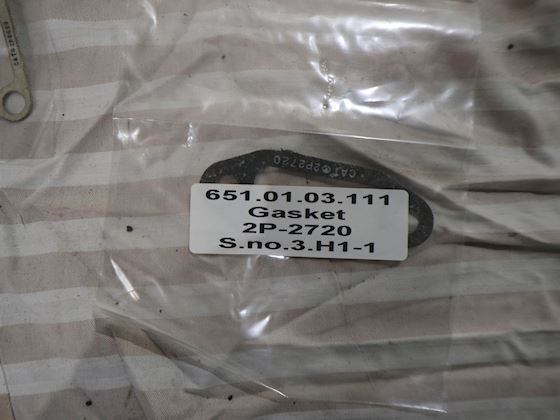 CAT 2P2720
651.01.03.111
Gasket
2P-2720
S.no.3.H1-1